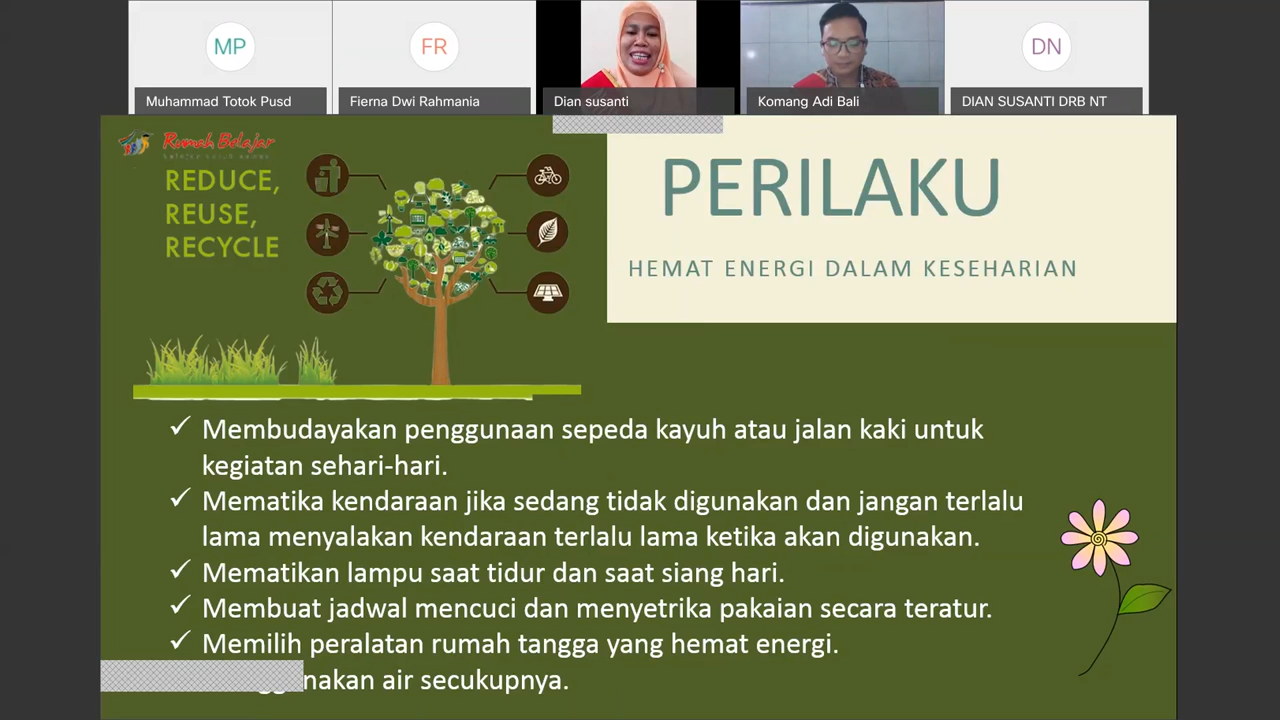 MP
FR
DN
Muhammad Totok Pusd
Fierna Dwi Rahmania
Dian susanti
Komang Adi Bali
DIAN SUSANTI DRB NT
Rumah Belajar
REDUCE,
REUSE,
RECYCLE
PERILAKU
HEMAT ENERGI DALAM KESEHARIAN
✓ Membudayakan penggunaan sepeda kayuh atau jalan kaki untuk
kegiatan sehari-hari.
✓ Mematika kendaraan jika sedang tidak digunakan dan jangan terlalu
lama menyalakan kendaraan terlalu lama ketika akan digunakan.
✓ Mematikan lampu saat tidur dan saat siang hari.
✓ Membuat jadwal mencuci dan menyetrika pakaian secara teratur.
✓ Memilih peralatan rumah tangga yang hemat energi.
air secukupnya.